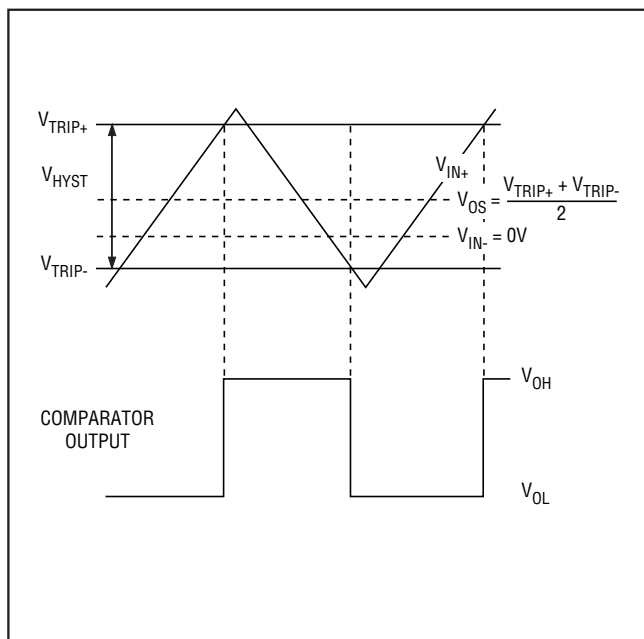 V_TRIP+
V_HYST
V_IN+
V_OS = (V_TRIP+ + V_TRIP-)/2
V_IN- = 0V
V_TRIP-
V_OH
COMPARATOR
OUTPUT
V_OL